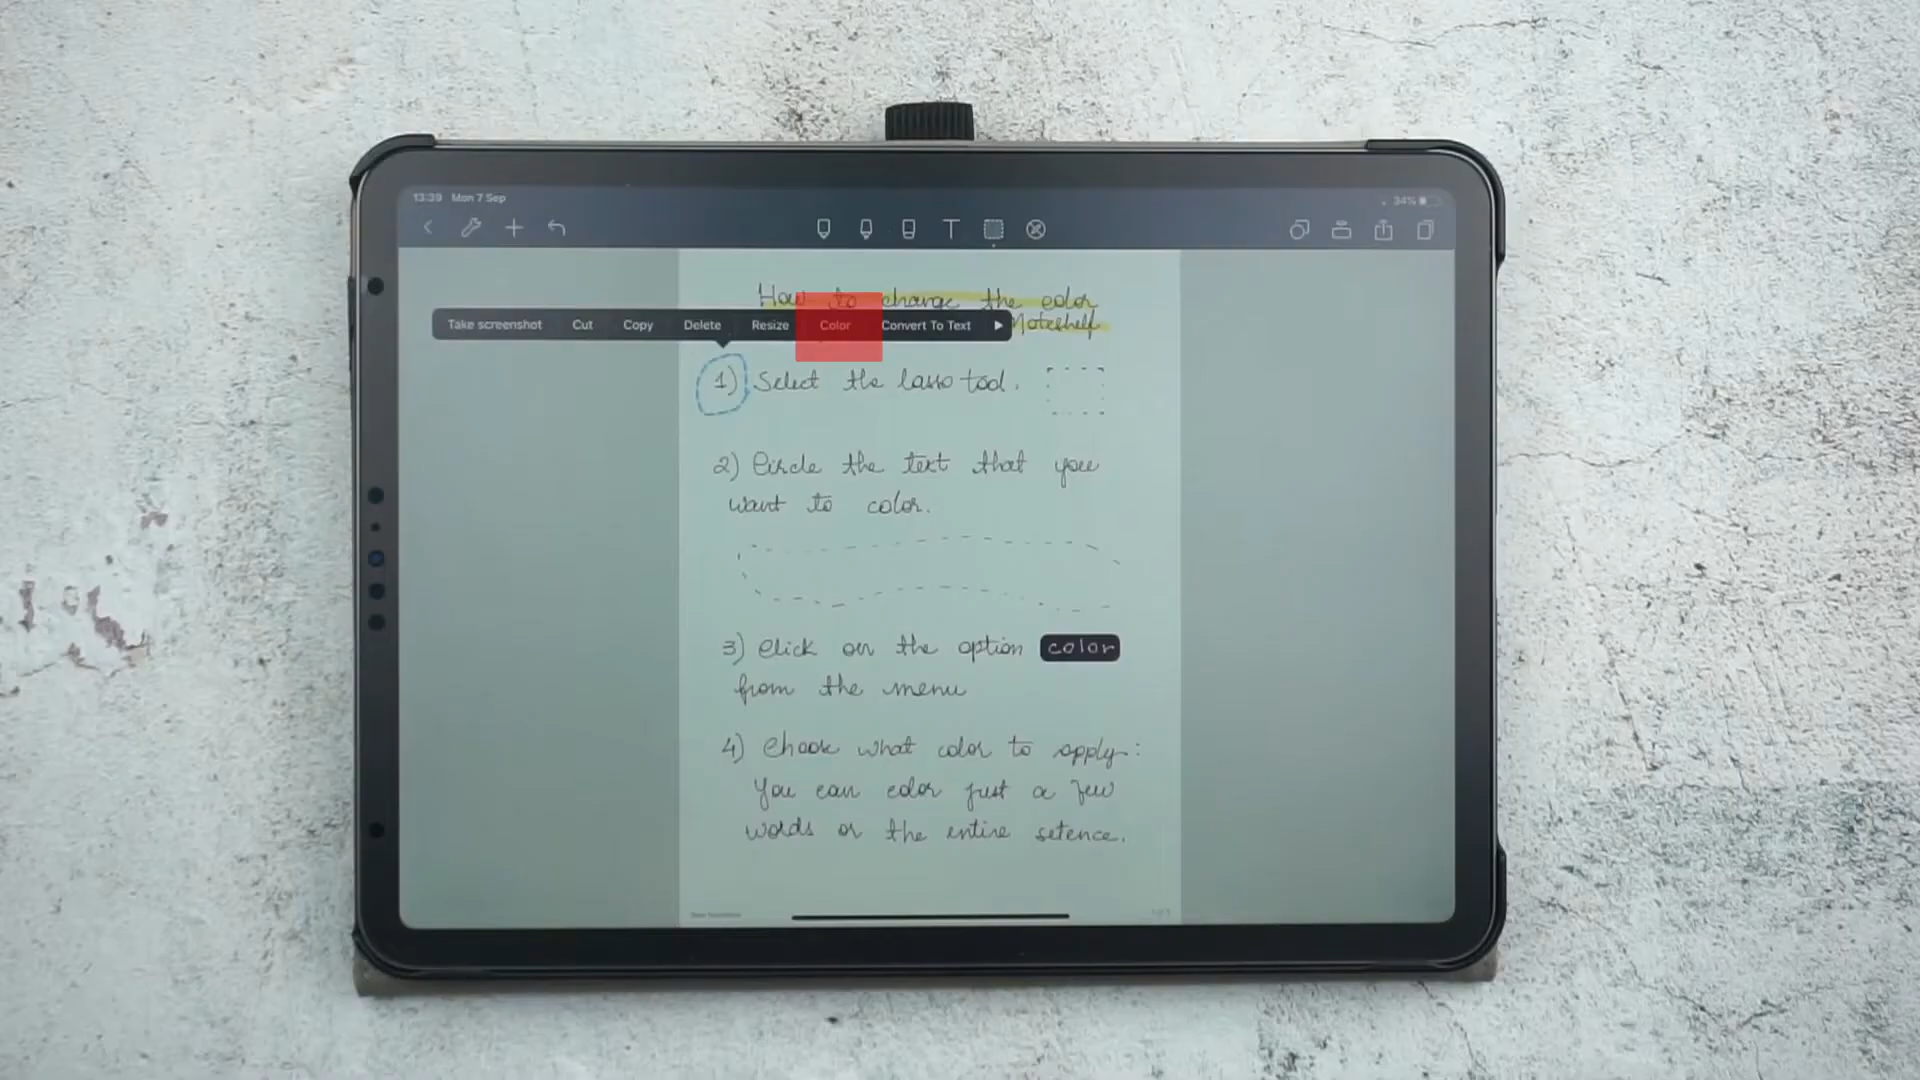 13:39 Mon 7 Sep
34%
T
How to change the color
Noteshelf
Take screenshot Cut Copy Delete Resize Color Convert To Text
1) Select the lasso tool.
2) Circle the text that you
want to color.
3) Click on the option color
from the menu
4) Choose what color to apply:
You can color just a few
words or the entire setence.